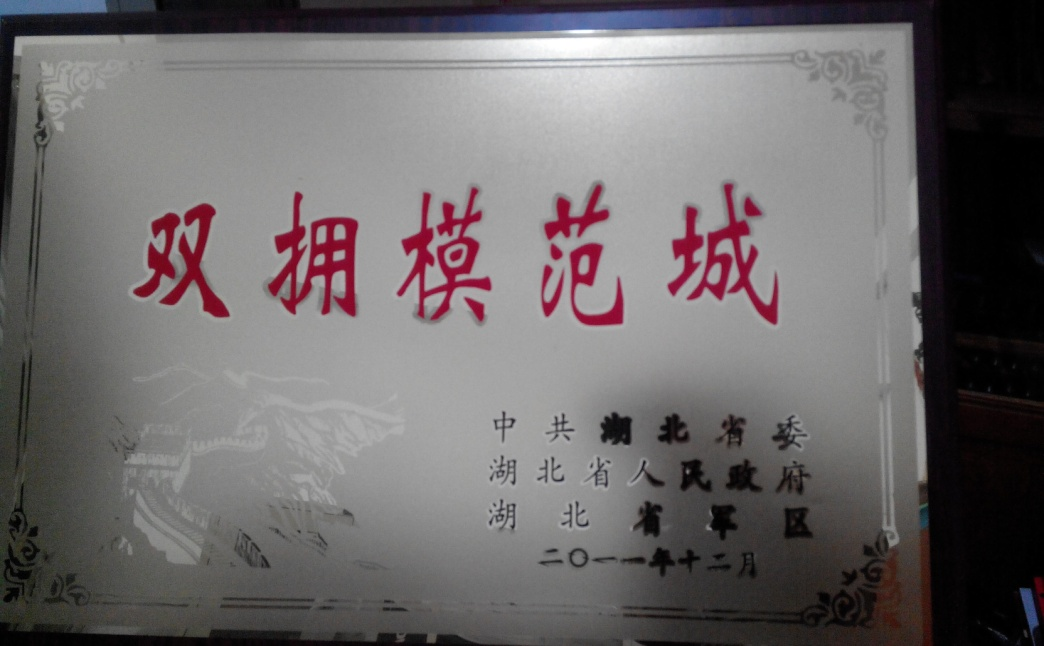 双拥模范城
中共湖北省委
湖北省人民政府
湖北省军区
二〇一一年十二月